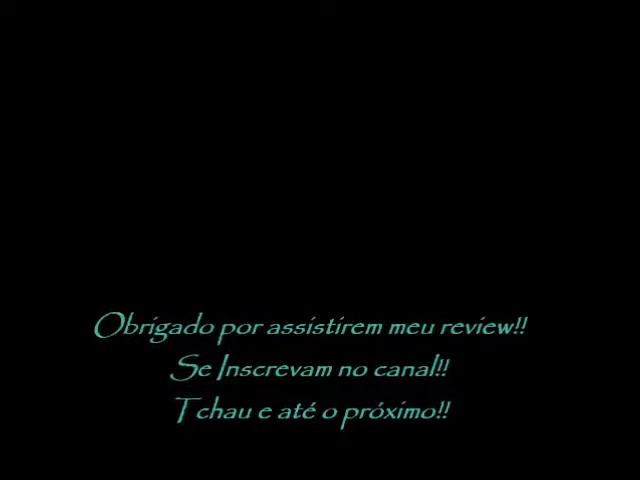 Obrigado por assistirem meu review!!
Se Inscrevam no canal!!
Tchau e até o próximo!!